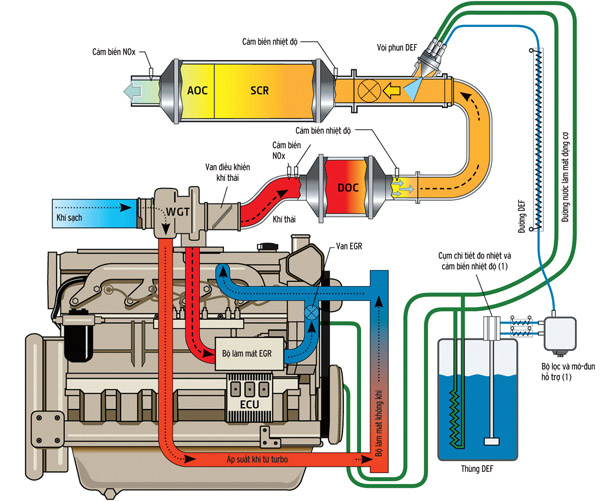 Cảm biến NOx
Cảm biến nhiệt độ
Vòi phun DEF
AOC
SCR
Cảm biến nhiệt độ
Cảm biến
NOx
Van điều khiển
khí thải
DOC
Khí sạch
WGT
Khí thải
Van EGR
Đường DEF
Đường nước làm mát động cơ
Cụm chi tiết đo nhiệt và
cảm biến nhiệt độ (1)
Bộ làm mát EGR
Bộ làm mát không khí
Bộ lọc và mô-đun
hỗ trợ (1)
ECU
Áp suất khí từ turbo
Thùng DEF